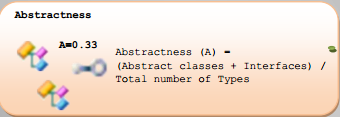 Abstractness
A=0.33
Abstractness (A) =
(Abstract classes + Interfaces) /
Total number of Types